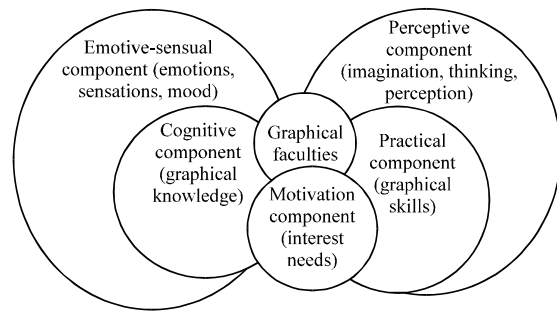 Emotive-sensual
component (emotions,
sensations, mood)
Perceptive
component
(imagination, thinking,
perception)
Cognitive
component
(graphical
knowledge)
Graphical
faculties
Practical
component
(graphical
skills)
Motivation
component
(interest
needs)